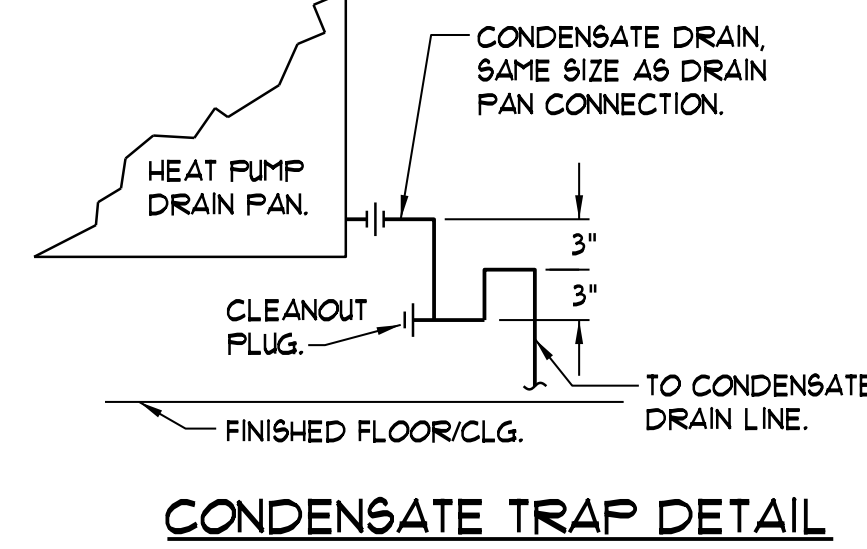 CONDENSATE DRAIN,
SAME SIZE AS DRAIN
PAN CONNECTION.
HEAT PUMP
DRAIN PAN.
3"
3"
CLEANOUT
PLUG.
TO CONDENSATE
DRAIN LINE.
FINISHED FLOOR/CLG.
CONDENSATE TRAP DETAIL